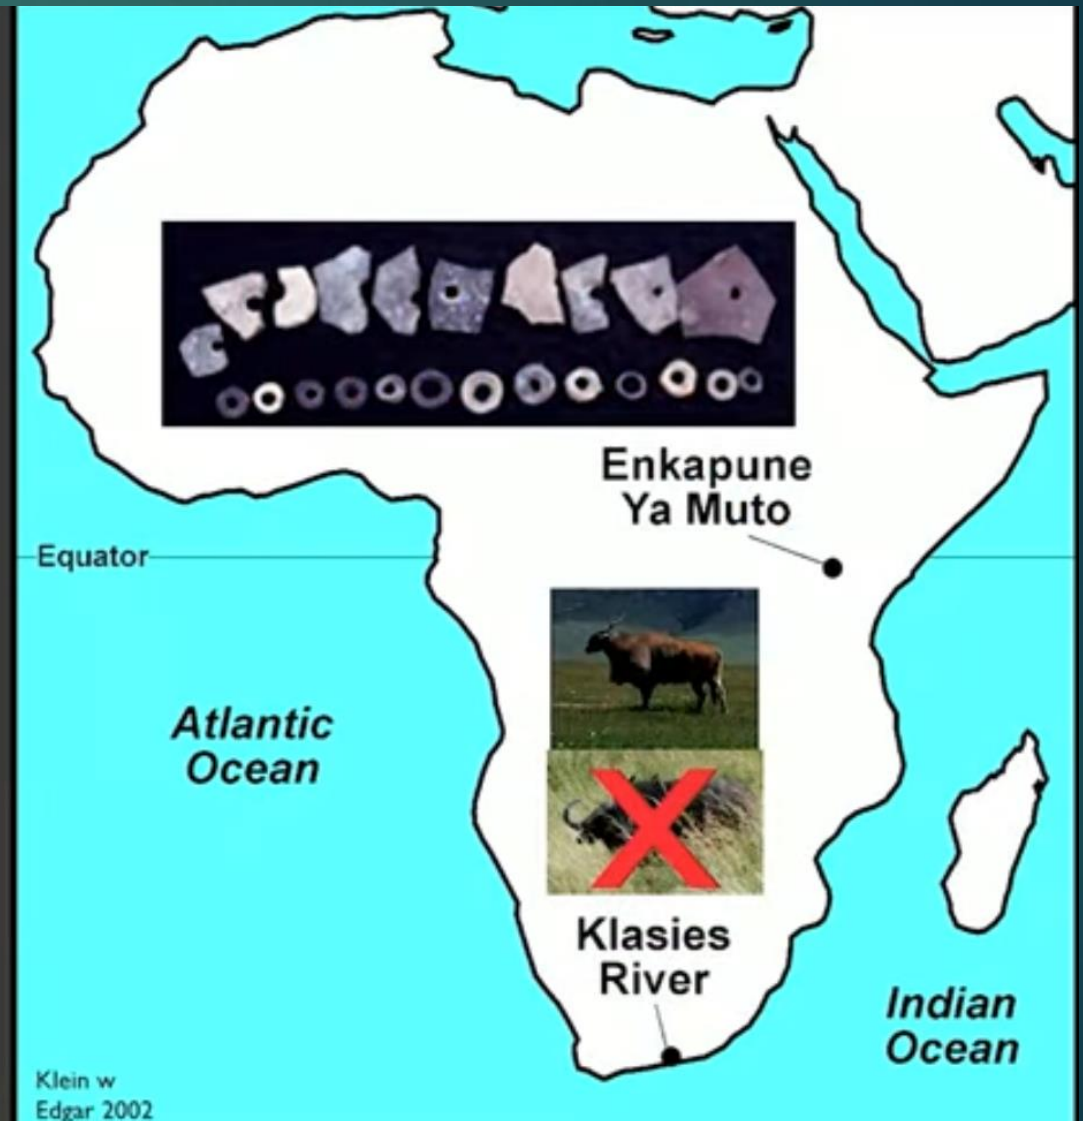 Enkapune
Ya Muto
Equator
Atlantic
Ocean
Klasies
River
Indian
Ocean
Klein w
Edgar 2002